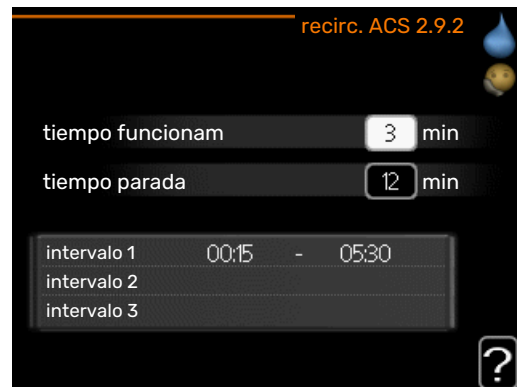 recirc. ACS 2.9.2
tiempo funcionam 3 min
tiempo parada 12 min
intervalo 1 00:15 - 05:30
intervalo 2
intervalo 3
?